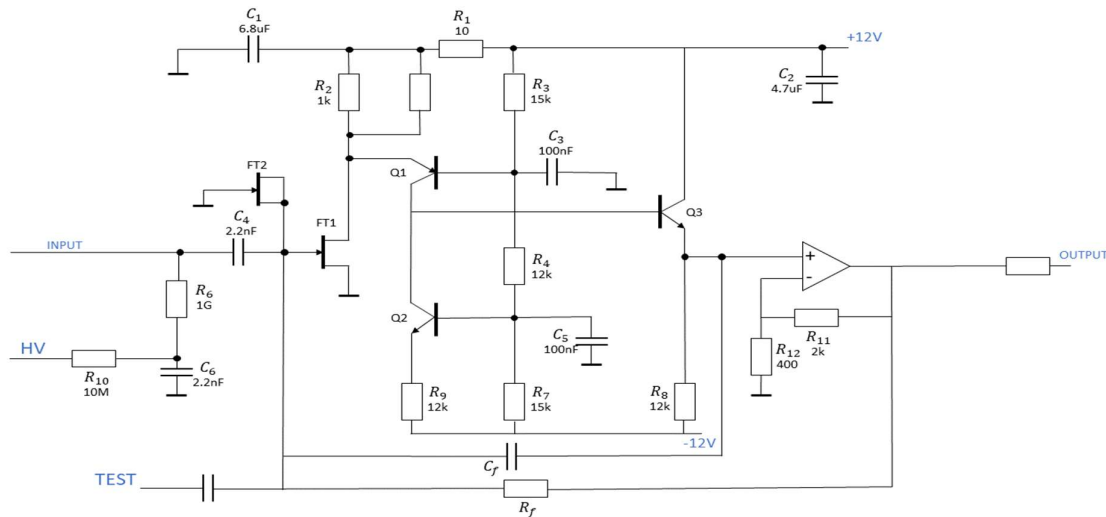 C1
6.8uF
R1
10
+12V
R2
1k
R3
15k
C2
4.7uF
C3
100nF
FT2
Q1
C4
2.2nF
FT1
Q3
INPUT
OUTPUT
+
-
R4
12k
R6
1G
Q2
C5
100nF
R11
2k
R12
400
HV
R10
10M
C6
2.2nF
R9
12k
R7
15k
R8
12k
-12V
Cf
TEST
Rf